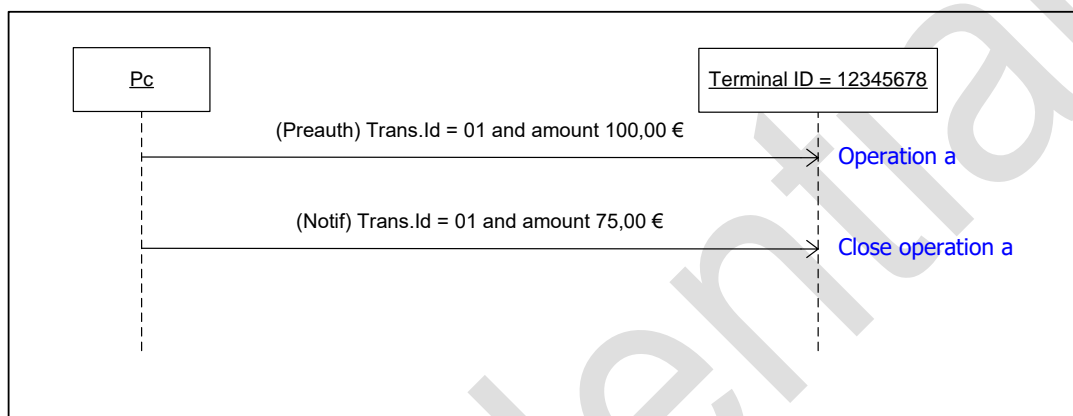 Pc
Terminal ID = 12345678
(Preauth) Trans.Id = 01 and amount 100,00 €
Operation a
(Notif) Trans.Id = 01 and amount 75,00 €
Close operation a